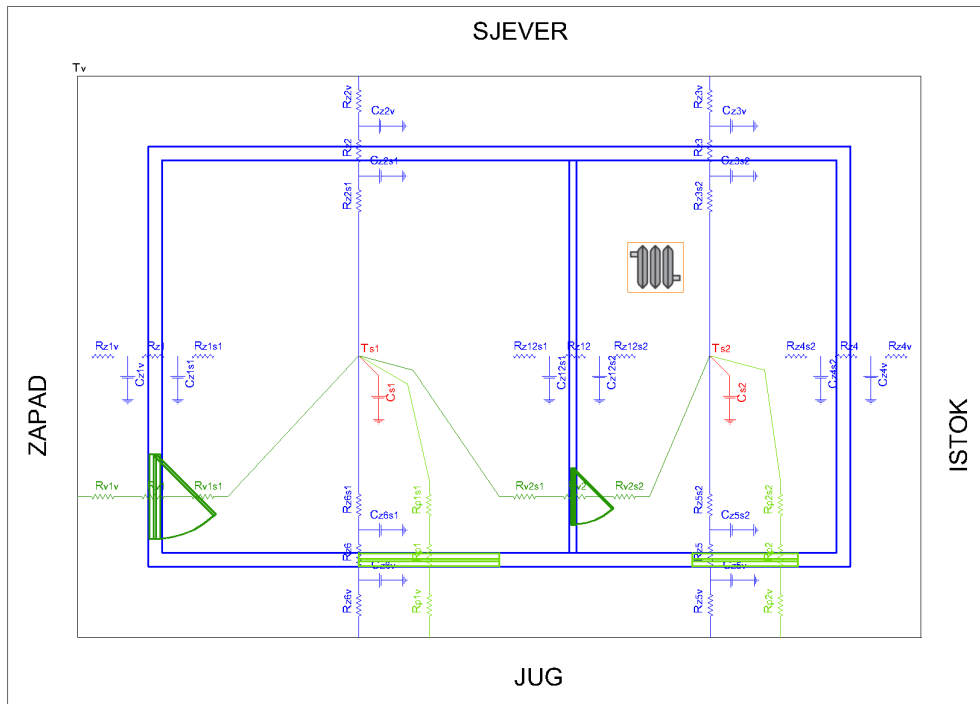 SJEVER
Tv
Rz2v
Cz2v
Rz2
Cz2s1
Rz2s1
Rz3v
Cz3v
Rz3
Cz3s2
Rz3s2
Rz1v
Rz1s1
Cz1v
Cz1s1
Ts1
Cs1
Rz12s1
Rz12
Rz12s2
Cz12s1
Cz12s2
Ts2
Cs2
Rz4s2
Rz4
Rz4v
Cz4s2
Cz4v
ZAPAD
ISTOK
Rv1v
Rv1s1
Rv2s1
Rv2s2
Rz6s1
Cz6s1
Rz6
Cz6v
Rz6v
Rp1s1
Rp1
Rp1v
Rz5s2
Cz5s2
Rz5
Cz5v
Rz5v
Rp2s2
Rp2
Rp2v
JUG